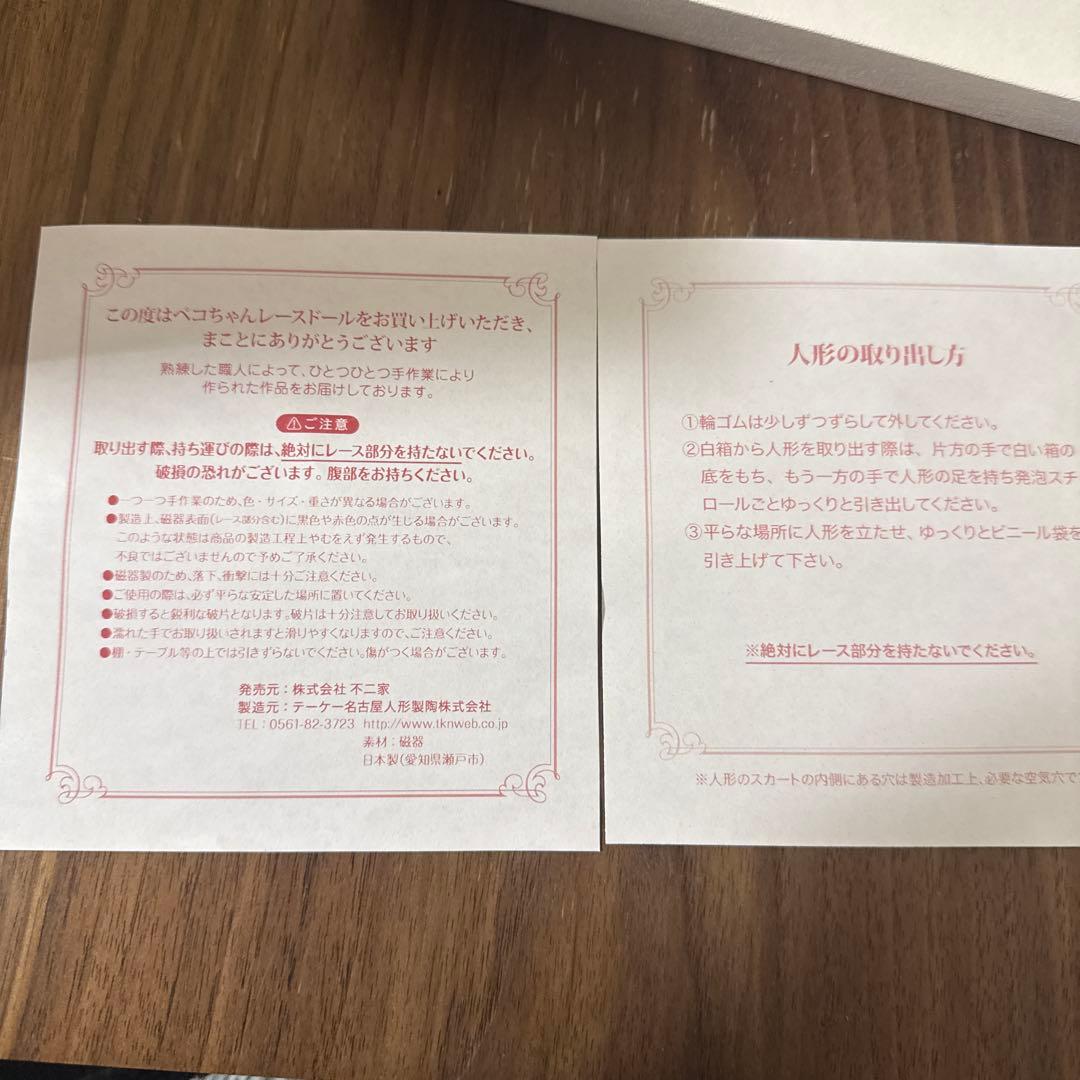 この度はペコちゃんレースドールをお買い上げいただき、
まことにありがとうございます
熟練した職人によって、ひとつひとつ手作業により
作られた作品をお届けしております。
⚠ご注意
取り出す際、持ち運びの際は、絶対にレース部分を持たないでください。
破損の恐れがございます。腹部をお持ちください。
●一つ一つ手作業のため、色・サイズ・重さが異なる場合がございます。
●製造上、磁器表面(レース部分含む)に黒色や赤色の点が生じる場合がございます。
このような状態は商品の製造工程上やむをえず発生するもので、
不良ではございませんので予めご了承ください。
●磁器製のため、落下、衝撃には十分ご注意ください。
●ご使用の際は、必ず平らな安定した場所に置いてください。
●破損すると鋭利な破片となります。破片は十分注意してお取り扱いください。
●濡れた手でお取り扱いされますと滑りやすくなりますので、ご注意ください。
●棚・テーブル等の上では引きずらないでください。傷がつく場合がございます。
発売元：株式会社 不二家
製造元：テーケー名古屋人形製陶株式会社
TEL：0561-82-3723 http://www.tknweb.co.jp
素材：磁器
日本製(愛知県瀬戸市)
人形の取り出し方
①輪ゴムは少しずつずらして外してください。
②白箱から人形を取り出す際は、片方の手で白い箱の
底をもち、もう一方の手で人形の足を持ち発泡スチ
ロールごとゆっくりと引き出してください。
③平らな場所に人形を立たせ、ゆっくりとビニール袋を
引き上げて下さい。
※絶対にレース部分を持たないでください。
※人形のスカートの内側にある穴は製造加工上、必要な空気穴で